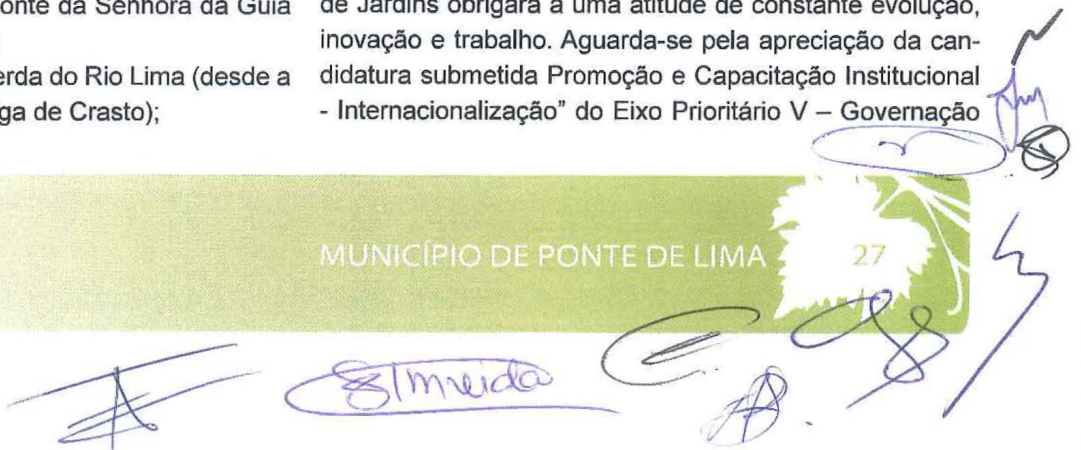 onte da Senhora da Guia
erda do Rio Lima (desde a
ga de Crasto);
de Jardins obrigará a uma atitude de constante evolução,
inovação e trabalho. Aguarda-se pela apreciação da can-
didatura submetida Promoção e Capacitação Institucional
- Internacionalização" do Eixo Prioritário V – Governação
MUNICÍPIO DE PONTE DE LIMA
27
Almeida